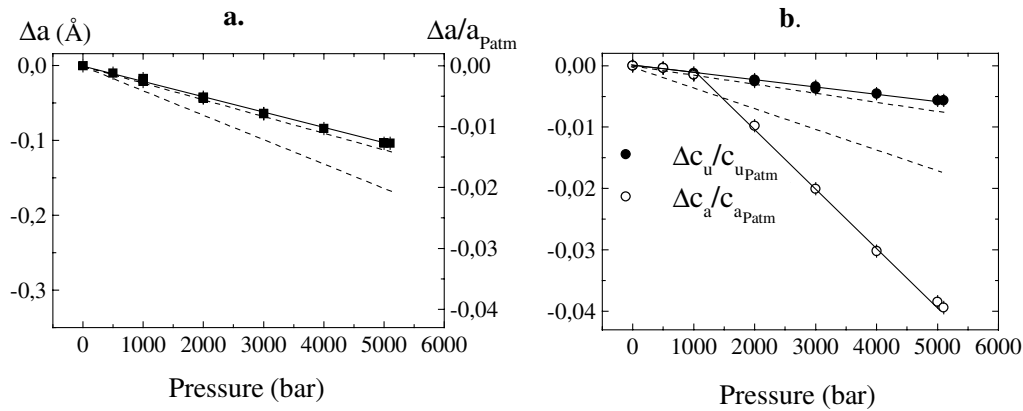 a.
Δa (Å)
Δa/a_Patm
0,0
-0,1
-0,2
-0,3
0,00
-0,01
-0,02
-0,03
-0,04
0 1000 2000 3000 4000 5000 6000
Pressure (bar)
b.
0,00
-0,01
-0,02
-0,03
-0,04
Δc_u/c_u_Patm
Δc_a/c_a_Patm
0 1000 2000 3000 4000 5000 6000
Pressure (bar)